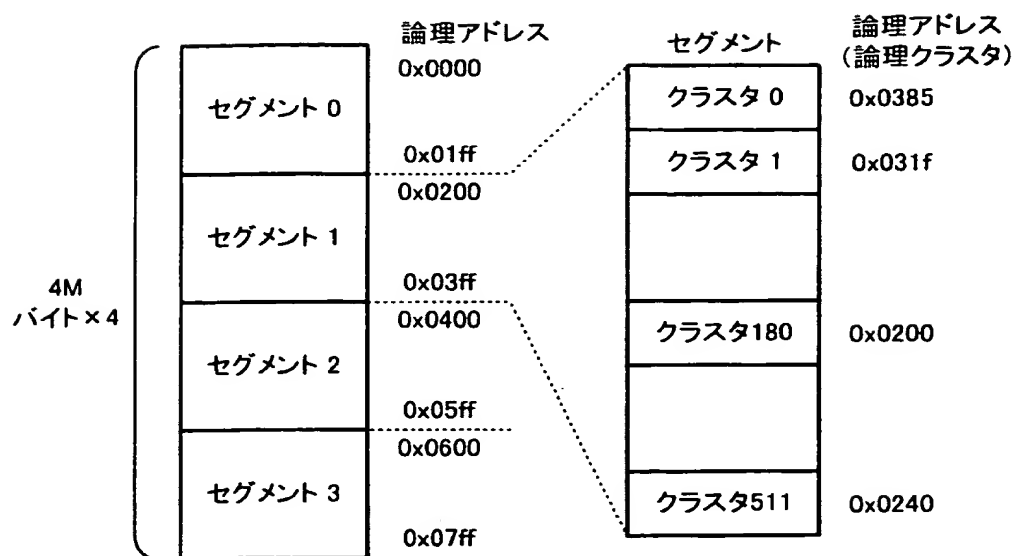 4M
バイト×4
論理アドレス
セグメント 0
0x0000
0x01ff
セグメント 1
0x0200
0x03ff
セグメント 2
0x0400
0x05ff
セグメント 3
0x0600
0x07ff
セグメント
論理アドレス
(論理クラスタ)
クラスタ 0
0x0385
クラスタ 1
0x031f
クラスタ180
0x0200
クラスタ511
0x0240